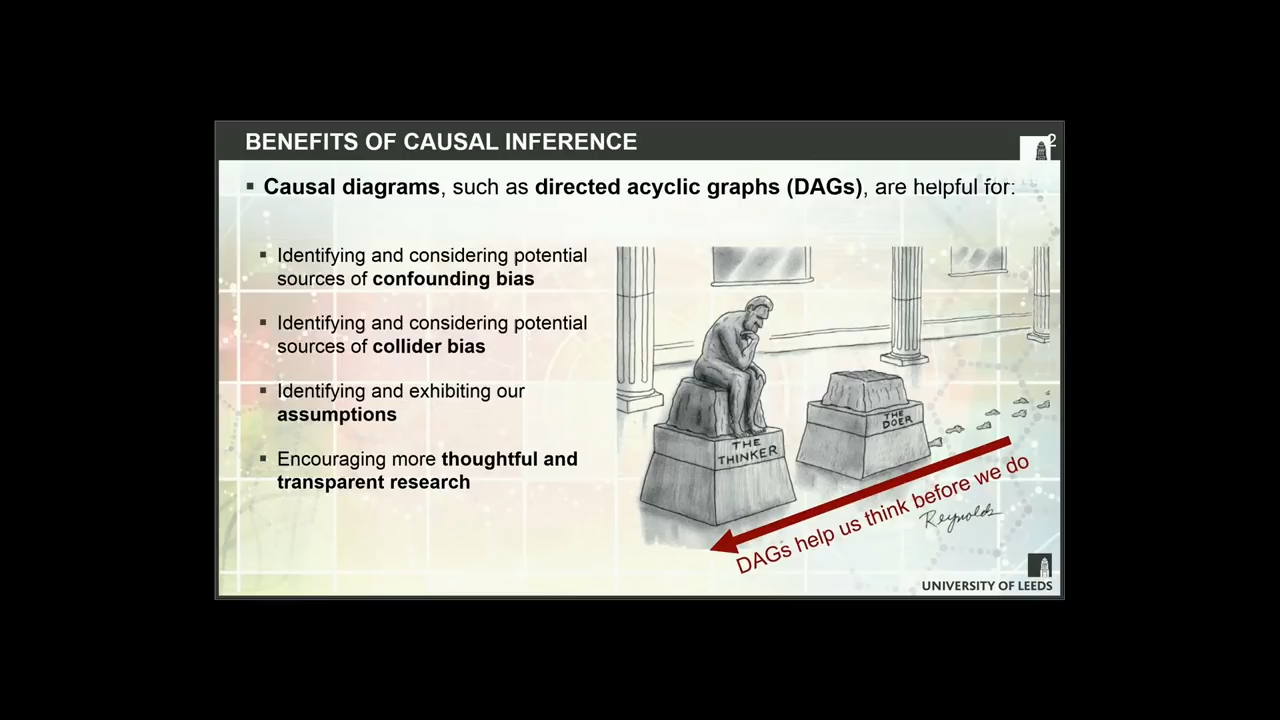 BENEFITS OF CAUSAL INFERENCE
2
▪ Causal diagrams, such as directed acyclic graphs (DAGs), are helpful for:
▪ Identifying and considering potential
sources of confounding bias
▪ Identifying and considering potential
sources of collider bias
▪ Identifying and exhibiting our
assumptions
▪ Encouraging more thoughtful and
transparent research
THE
THINKER
THE
DOER
DAGs help us think before we do
Reynolds
UNIVERSITY OF LEEDS